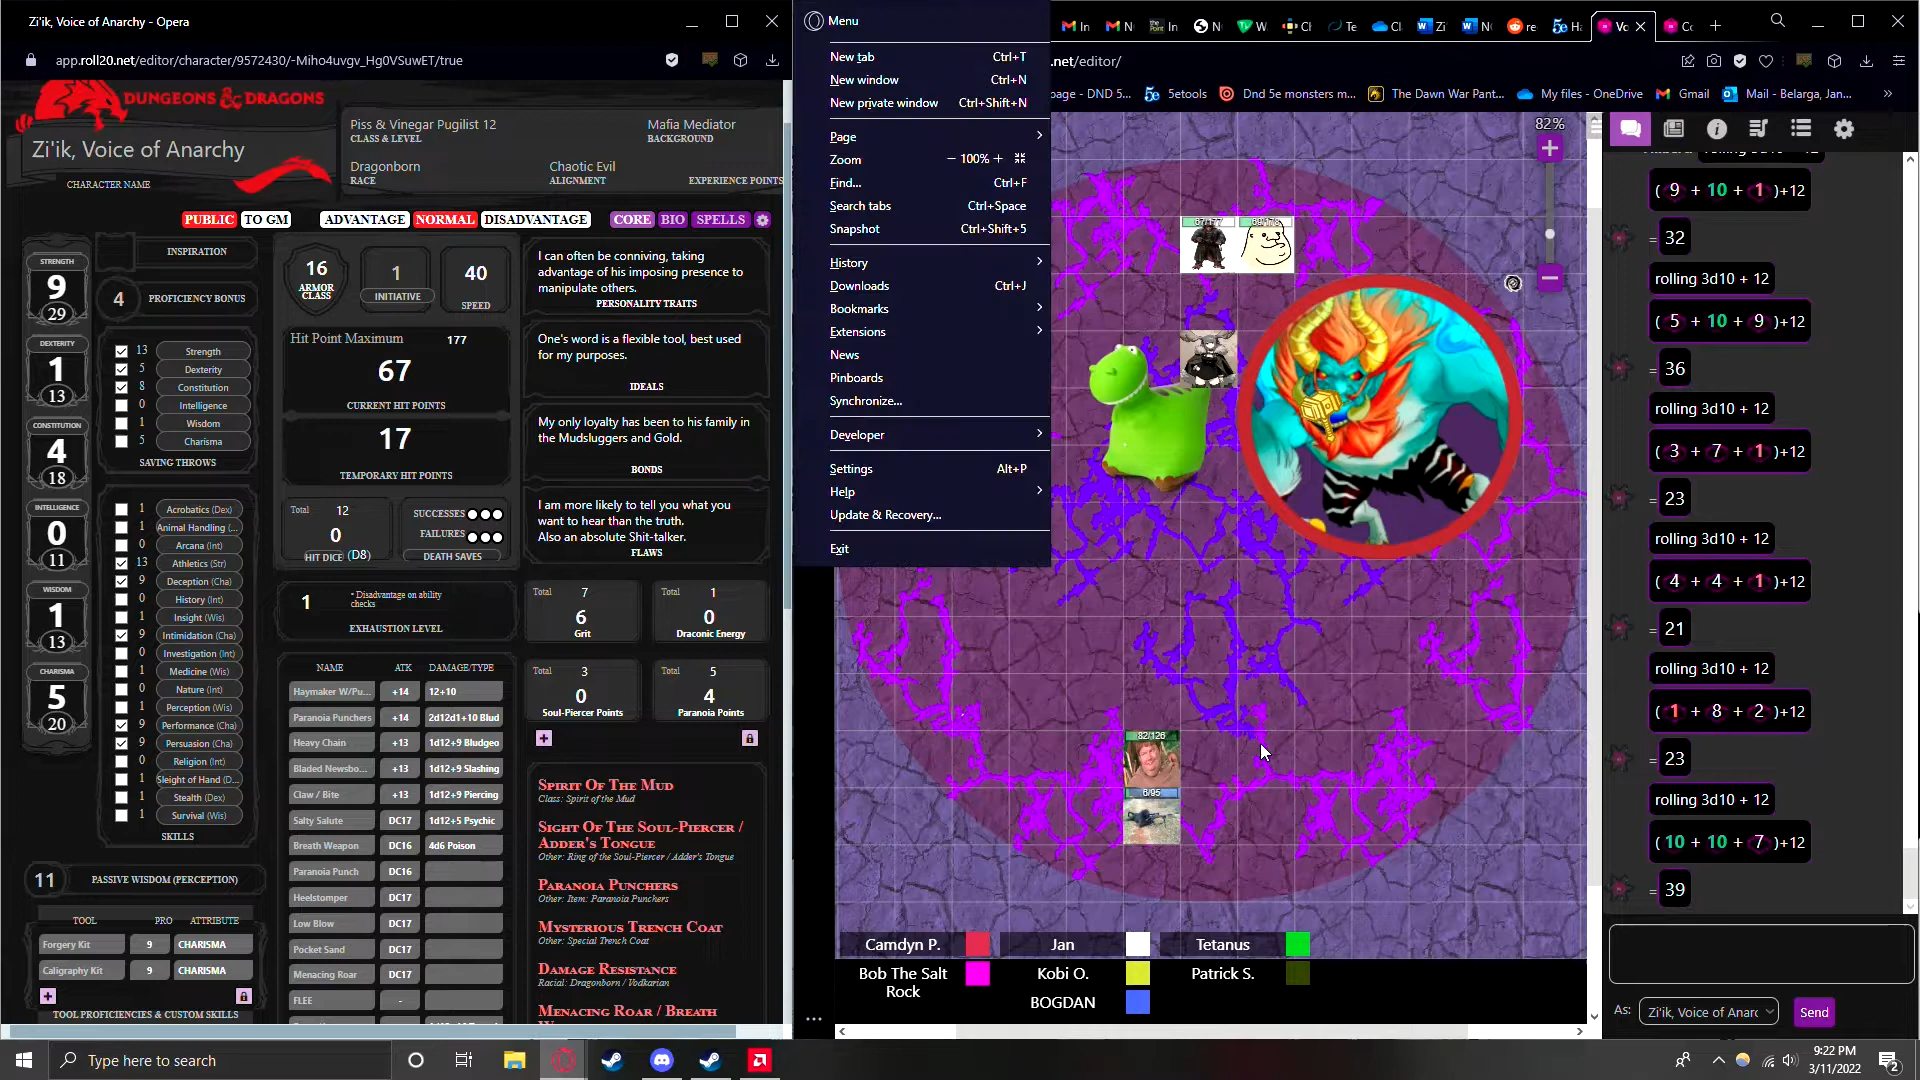 Zi'ik, Voice of Anarchy - Opera
app.roll20.net/editor/character/9572430/-Miho4uvgv_Hg0VSuwET/true
DUNGEONS & DRAGONS
Zi'ik, Voice of Anarchy
CHARACTER NAME
Piss & Vinegar Pugilist 12
CLASS & LEVEL
Mafia Mediator
BACKGROUND
Dragonborn
RACE
Chaotic Evil
ALIGNMENT
EXPERIENCE POINTS
PUBLIC TO GM ADVANTAGE NORMAL DISADVANTAGE CORE BIO SPELLS
STRENGTH
9
29
DEXTERITY
1
13
CONSTITUTION
4
18
INTELLIGENCE
0
11
WISDOM
1
13
CHARISMA
5
20
INSPIRATION
4 PROFICIENCY BONUS
13 Strength
5 Dexterity
8 Constitution
0 Intelligence
1 Wisdom
5 Charisma
SAVING THROWS
1 Acrobatics (Dex)
1 Animal Handling (...
0 Arcana (Int)
13 Athletics (Str)
9 Deception (Cha)
0 History (Int)
1 Insight (Wis)
9 Intimidation (Cha)
0 Investigation (Int)
1 Medicine (Wis)
0 Nature (Int)
1 Perception (Wis)
9 Performance (Cha)
9 Persuasion (Cha)
0 Religion (Int)
1 Sleight of Hand (D...
1 Stealth (Dex)
1 Survival (Wis)
SKILLS
11 PASSIVE WISDOM (PERCEPTION)
TOOL PRO ATTRIBUTE
Forgery Kit 9 CHARISMA
Caligraphy Kit 9 CHARISMA
TOOL PROFICIENCIES & CUSTOM SKILLS
16
ARMOR
CLASS
1
INITIATIVE
40
SPEED
Hit Point Maximum 177
67
CURRENT HIT POINTS
17
TEMPORARY HIT POINTS
Total 12
0
HIT DICE (D8)
SUCCESSES
FAILURES
DEATH SAVES
1
* Disadvantage on ability
checks
EXHAUSTION LEVEL
NAME ATK DAMAGE/TYPE
Haymaker W/Pu... +14 12+10
Paranoia Punchers +14 2d12d1+10 Blud
Heavy Chain +13 1d12+9 Bludgeo
Bladed Newsbo... +13 1d12+9 Slashing
Claw / Bite +13 1d12+9 Piercing
Salty Salute DC17 1d12+5 Psychic
Breath Weapon DC16 4d6 Poison
Paranoia Punch DC16
Heelstomper DC17
Low Blow DC17
Pocket Sand DC17
Menacing Roar DC17
FLEE -
I can often be conniving, taking
advantage of his imposing presence to
manipulate others.
PERSONALITY TRAITS
One's word is a flexible tool, best used
for my purposes.
IDEALS
My only loyalty has been to his family in
the Mudsluggers and Gold.
BONDS
I am more likely to tell you what you
want to hear than the truth.
Also an absolute Shit-talker.
FLAWS
Total 7
6
Grit
Total 1
0
Draconic Energy
Total 3
0
Soul-Piercer Points
Total 5
4
Paranoia Points
SPIRIT OF THE MUD
Class: Spirit of the Mud
SIGHT OF THE SOUL-PIERCER /
ADDER'S TONGUE
Other: Ring of the Soul-Piercer / Adder's Tongue
PARANOIA PUNCHERS
Other: Item: Paranoia Punchers
MYSTERIOUS TRENCH COAT
Other: Special Trench Coat
DAMAGE RESISTANCE
Racial: Dragonborn / Vodkarian
MENACING ROAR / BREATH
Menu
New tab Ctrl+T
New window Ctrl+N
New private window Ctrl+Shift+N
Page
Zoom 100%
Find... Ctrl+F
Search tabs Ctrl+Space
Snapshot Ctrl+Shift+5
History
Downloads Ctrl+J
Bookmarks
Extensions
News
Pinboards
Synchronize...
Developer
Settings Alt+P
Help
Update & Recovery...
Exit
In N In N W Ch Te Cl Zi N re Ha Vo Co
.net/editor/
page - DND 5... 5etools Dnd 5e monsters m... The Dawn War Pant... My files - OneDrive Gmail Mail - Belarga, Jan...
82%
67/177
82/126
6/95
Camdyn P. Jan Tetanus
Bob The Salt
Rock
Kobi O. Patrick S.
BOGDAN
(9 + 10 + 1)+12
= 32
rolling 3d10 + 12
(5 + 10 + 9)+12
= 36
rolling 3d10 + 12
(3 + 7 + 1)+12
= 23
rolling 3d10 + 12
(4 + 4 + 1)+12
= 21
rolling 3d10 + 12
(1 + 8 + 2)+12
= 23
rolling 3d10 + 12
(10 + 10 + 7)+12
= 39
As: Zi'ik, Voice of Anarc Send
Type here to search
9:22 PM
3/11/2022
2